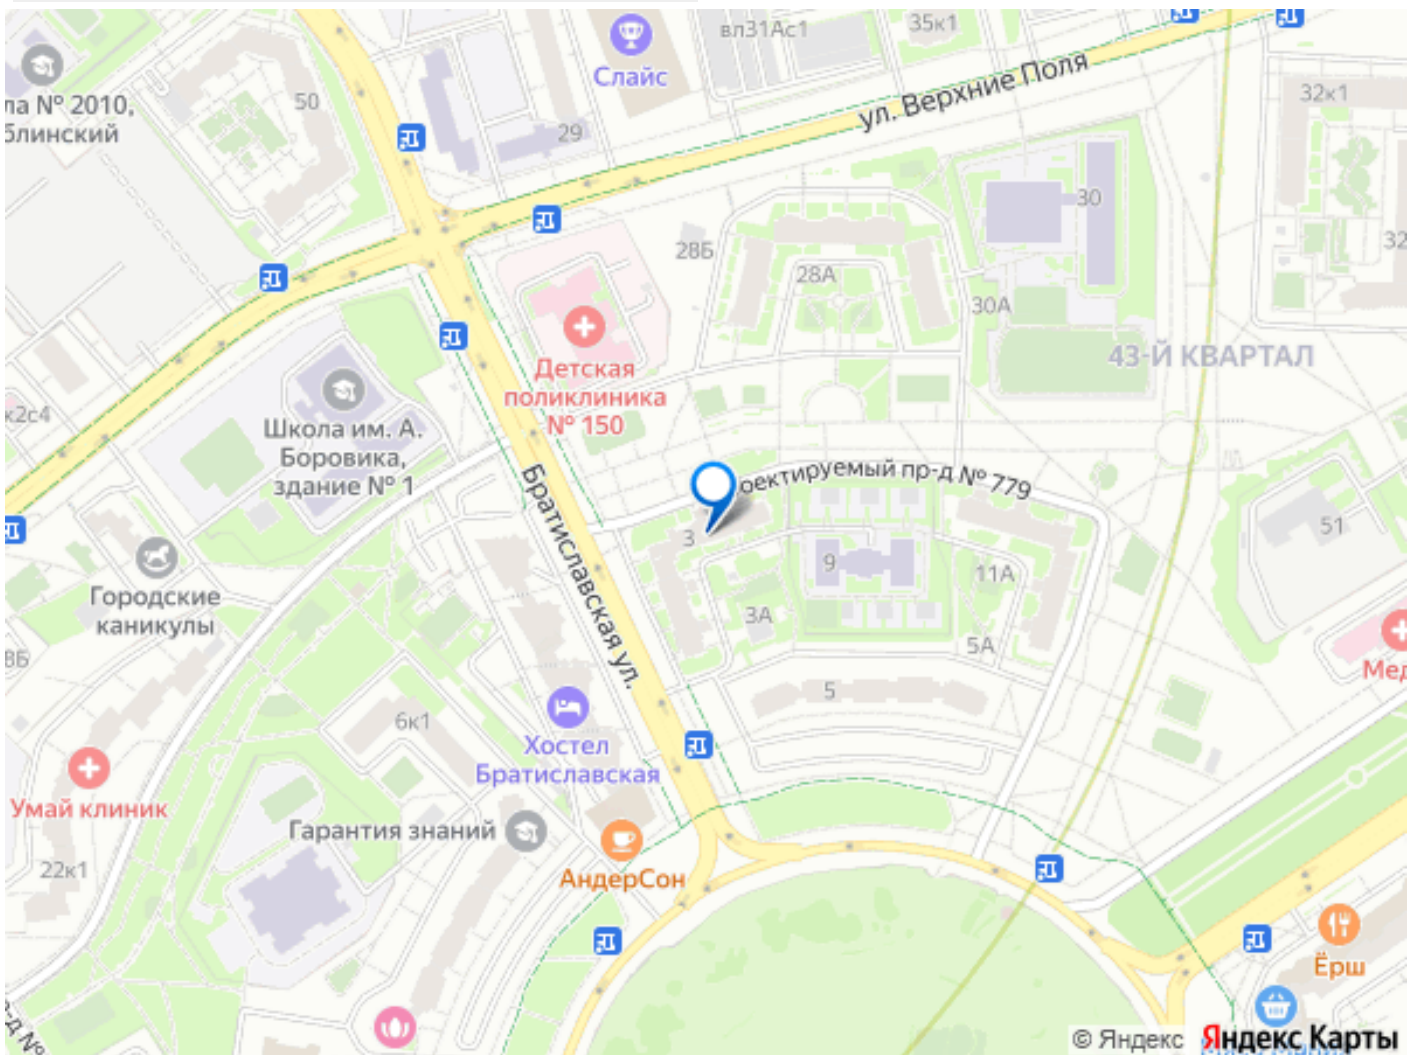 вл31Ас1
35к1
Слайс
ул. Верхние Поля
32к1
50
ла № 2010,
блинский
29
30
28Б
28А
32
30А
43-Й КВАРТАЛ
Детская
поликлиника
№ 150
к2с4
Школа им. А.
Боровика,
здание № 1
Братиславская ул.
оектируемый пр-д № 779
51
3
9
11А
Городские
каникулы
3А
5А
8Б
Мед
5
6к1
Хостел
Братиславская
Умай клиник
Гарантия знаний
22к1
АндерСон
Ёрш
-д №
© Яндекс
Яндекс Карты